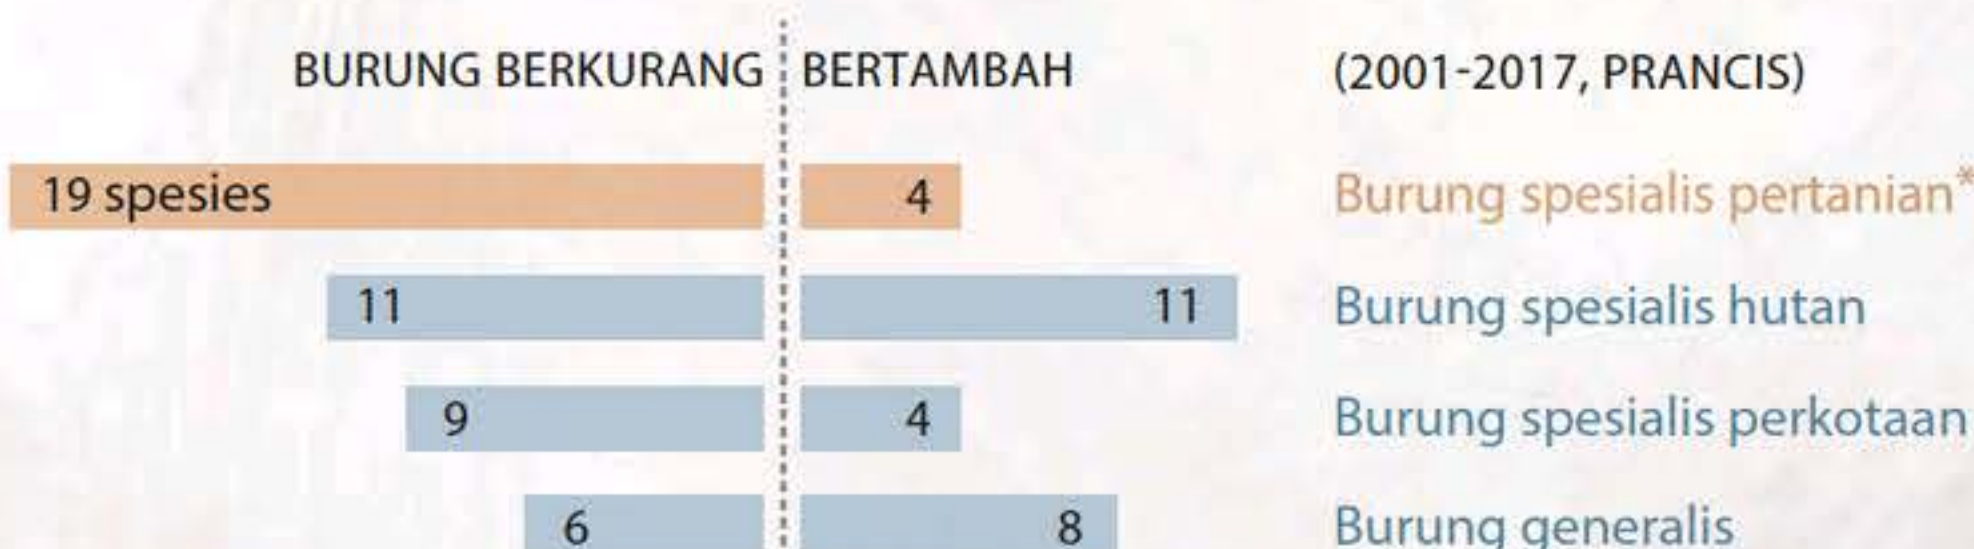 BURUNG BERKURANG BERTAMBAH (2001-2017, PRANCIS)
19 spesies 4 Burung spesialis pertanian*
11 11 Burung spesialis hutan
9 4 Burung spesialis perkotaan
6 8 Burung generalis